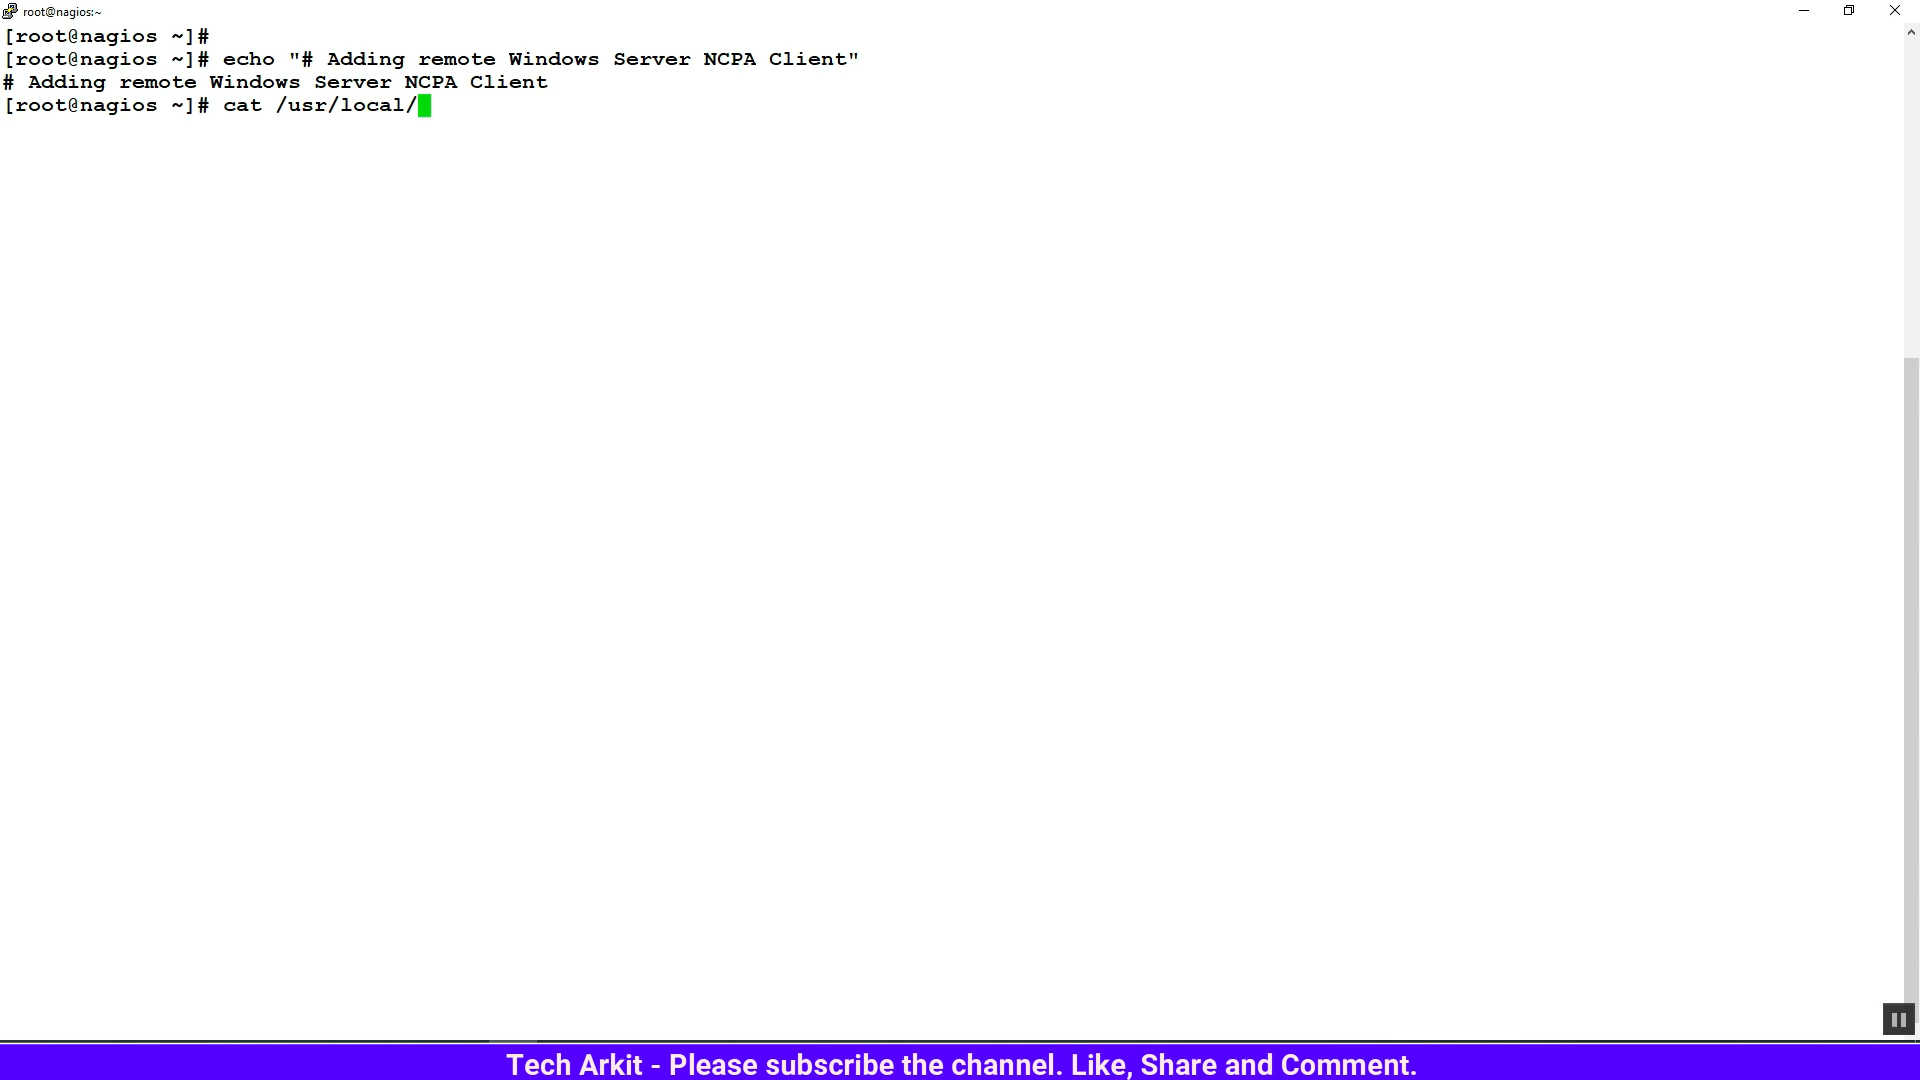 root@nagios:~
[root@nagios ~]#
[root@nagios ~]# echo "# Adding remote Windows Server NCPA Client"
# Adding remote Windows Server NCPA Client
[root@nagios ~]# cat /usr/local/
Tech Arkit - Please subscribe the channel. Like, Share and Comment.